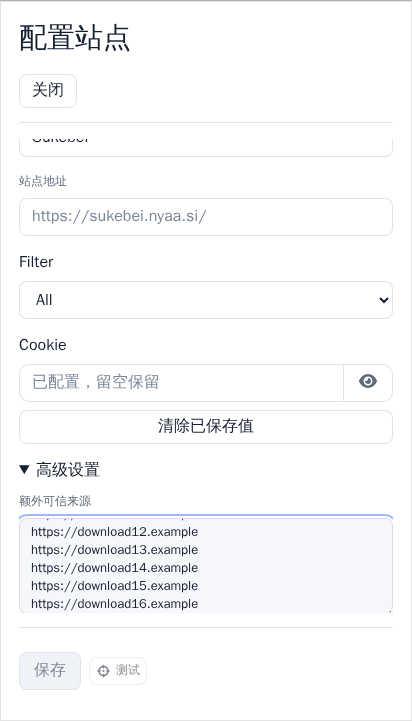 配置站点
关闭
站点地址
https://sukebei.nyaa.si/
Filter
All
Cookie
已配置，留空保留
清除已保存值
高级设置
额外可信来源
https://download12.example
https://download13.example
https://download14.example
https://download15.example
https://download16.example
保存
测试